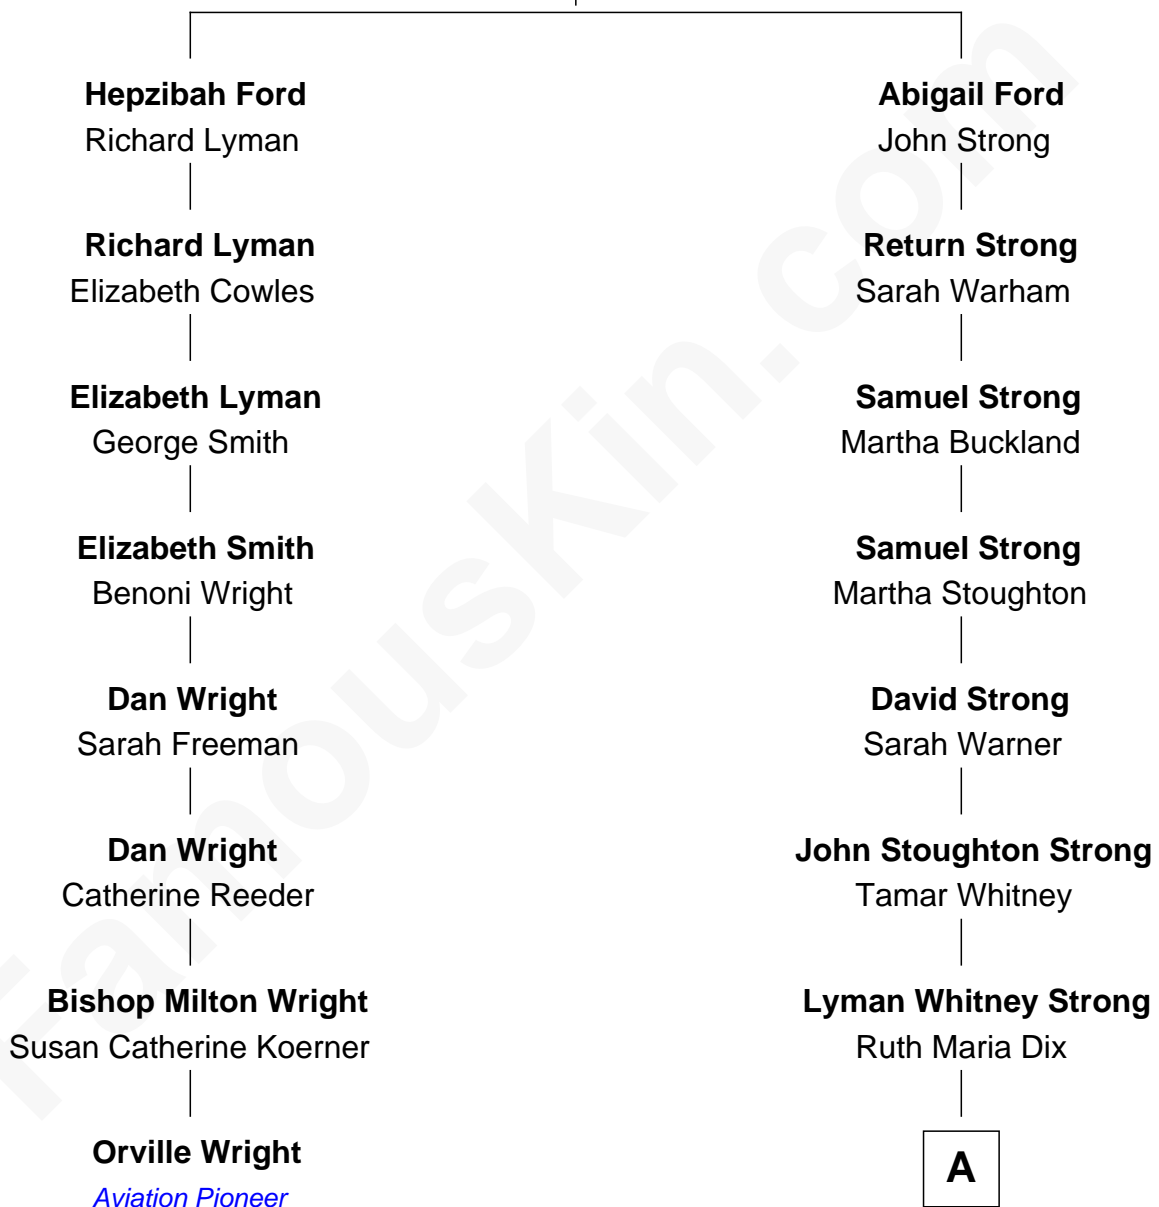 Hepzibah Ford
Richard Lyman
Richard Lyman
Elizabeth Cowles
Elizabeth Lyman
George Smith
Elizabeth Smith
Benoni Wright
Dan Wright
Sarah Freeman
Dan Wright
Catherine Reeder
Bishop Milton Wright
Susan Catherine Koerner
Orville Wright
Aviation Pioneer
Abigail Ford
John Strong
Return Strong
Sarah Warham
Samuel Strong
Martha Buckland
Samuel Strong
Martha Stoughton
David Strong
Sarah Warner
John Stoughton Strong
Tamar Whitney
Lyman Whitney Strong
Ruth Maria Dix
A
FamousKin.com